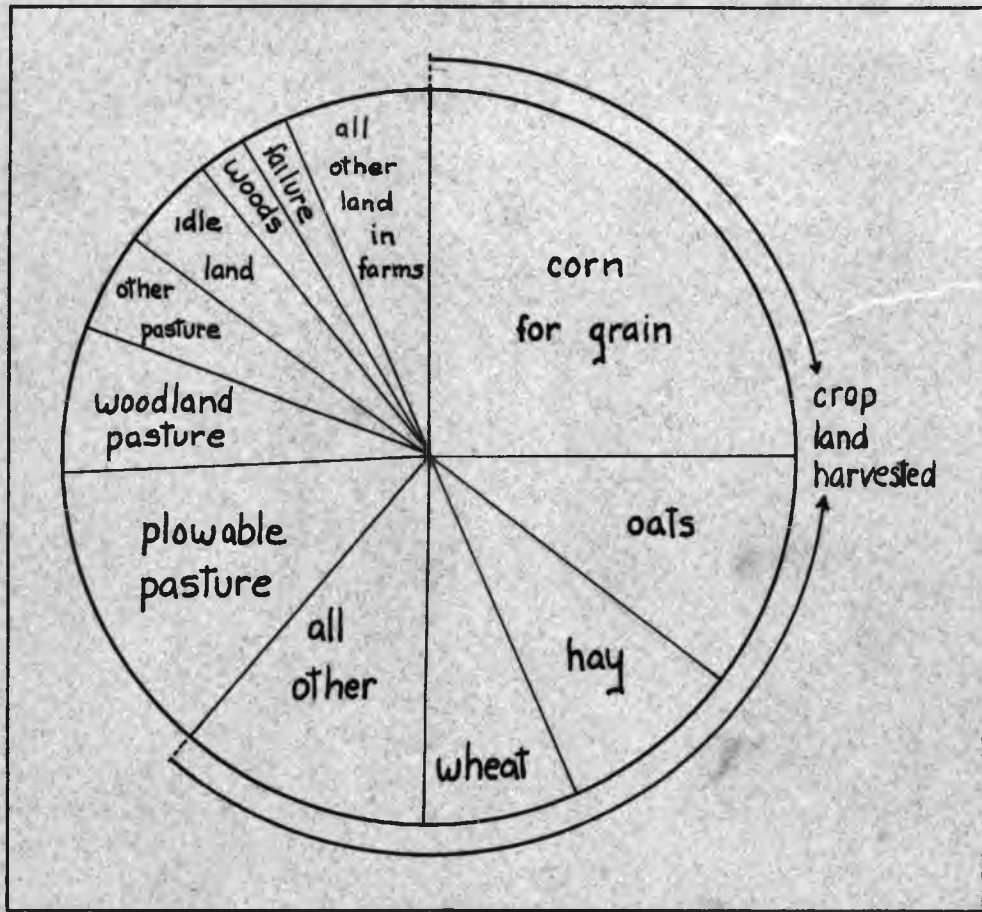 all
other
land
in
farms
failure
woods
idle
land
other
pasture
woodland
pasture
plowable
pasture
all
other
wheat
hay
oats
corn
for grain
crop
land
harvested